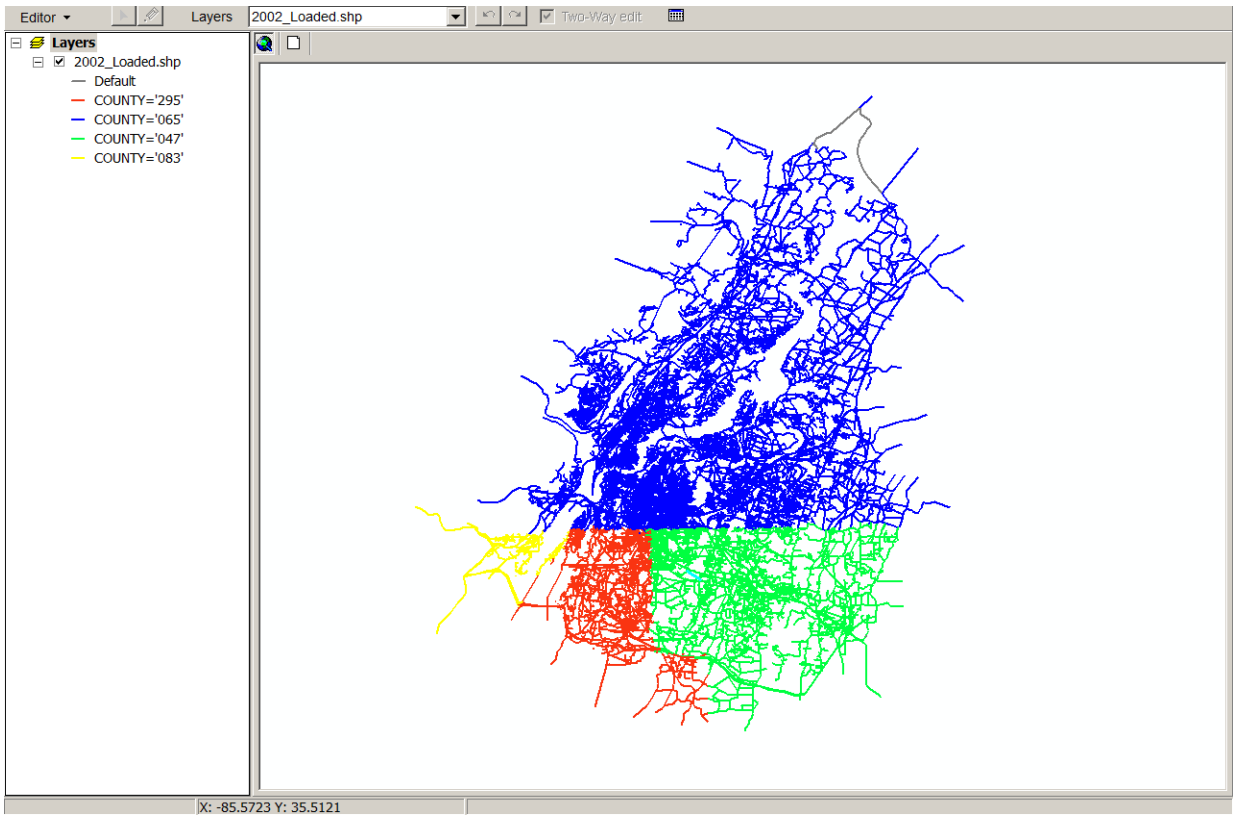 Editor Layers 2002_Loaded.shp Two-Way edit
Layers
2002_Loaded.shp
Default
COUNTY='295'
COUNTY='065'
COUNTY='047'
COUNTY='083'
X: -85.5723 Y: 35.5121